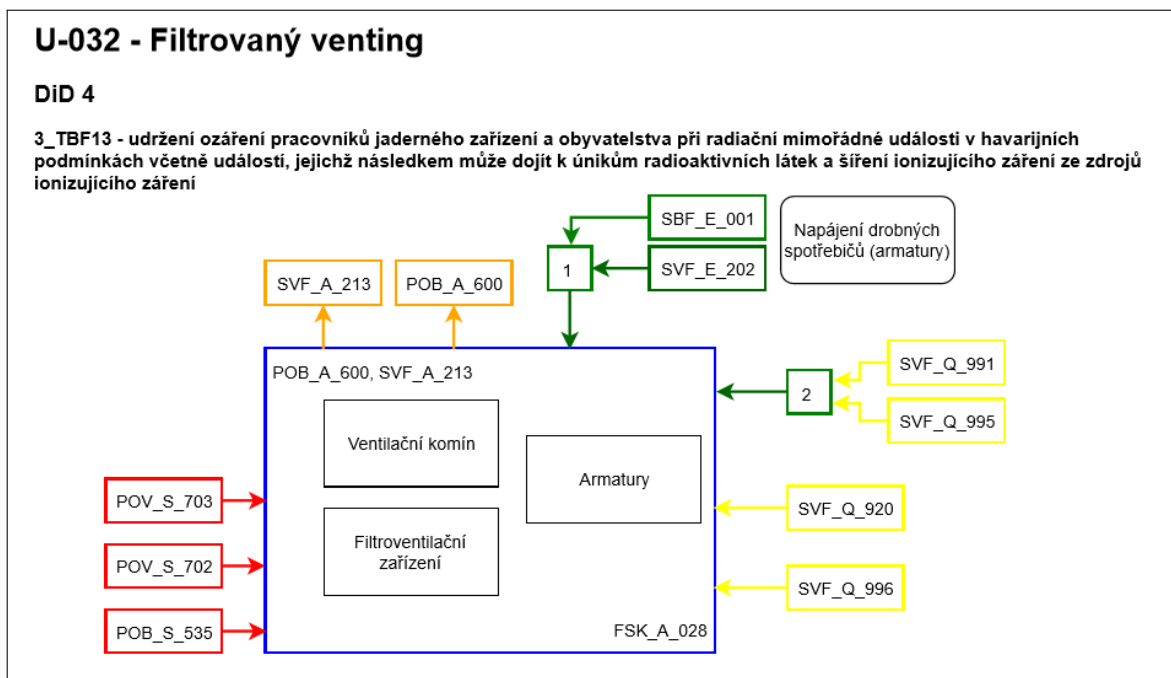 U-032 - Filtrovaný venting
DiD 4
3_TBF13 - udržení ozáření pracovníků jaderného zařízení a obyvatelstva při radiační mimořádné události v havarijních
podmínkách včetně událostí, jejichž následkem může dojít k únikům radioaktivních látek a šíření ionizujícího záření ze zdrojů
ionizujícího záření
SBF_E_001
Napájení drobných
spotřebičů (armatury)
SVF_A_213
POB_A_600
1
SVF_E_202
POB_A_600, SVF_A_213
SVF_Q_991
2
SVF_Q_995
Ventilační komín
Armatury
POV_S_703
SVF_Q_920
Filtroventilační
zařízení
POV_S_702
SVF_Q_996
POB_S_535
FSK_A_028